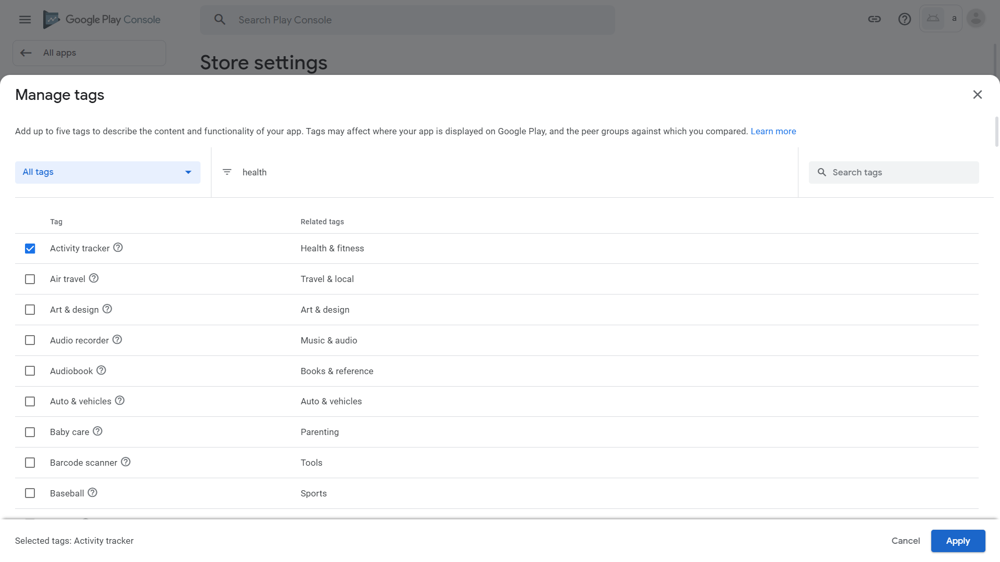 Google Play Console
Search Play Console
a
All apps
Store settings
Manage tags
Add up to five tags to describe the content and functionality of your app. Tags may affect where your app is displayed on Google Play, and the peer groups against which you compared. Learn more
All tags
health
Search tags
Tag Related tags
Activity tracker Health & fitness
Air travel Travel & local
Art & design Art & design
Audio recorder Music & audio
Audiobook Books & reference
Auto & vehicles Auto & vehicles
Baby care Parenting
Barcode scanner Tools
Baseball Sports
Selected tags: Activity tracker
Cancel
Apply